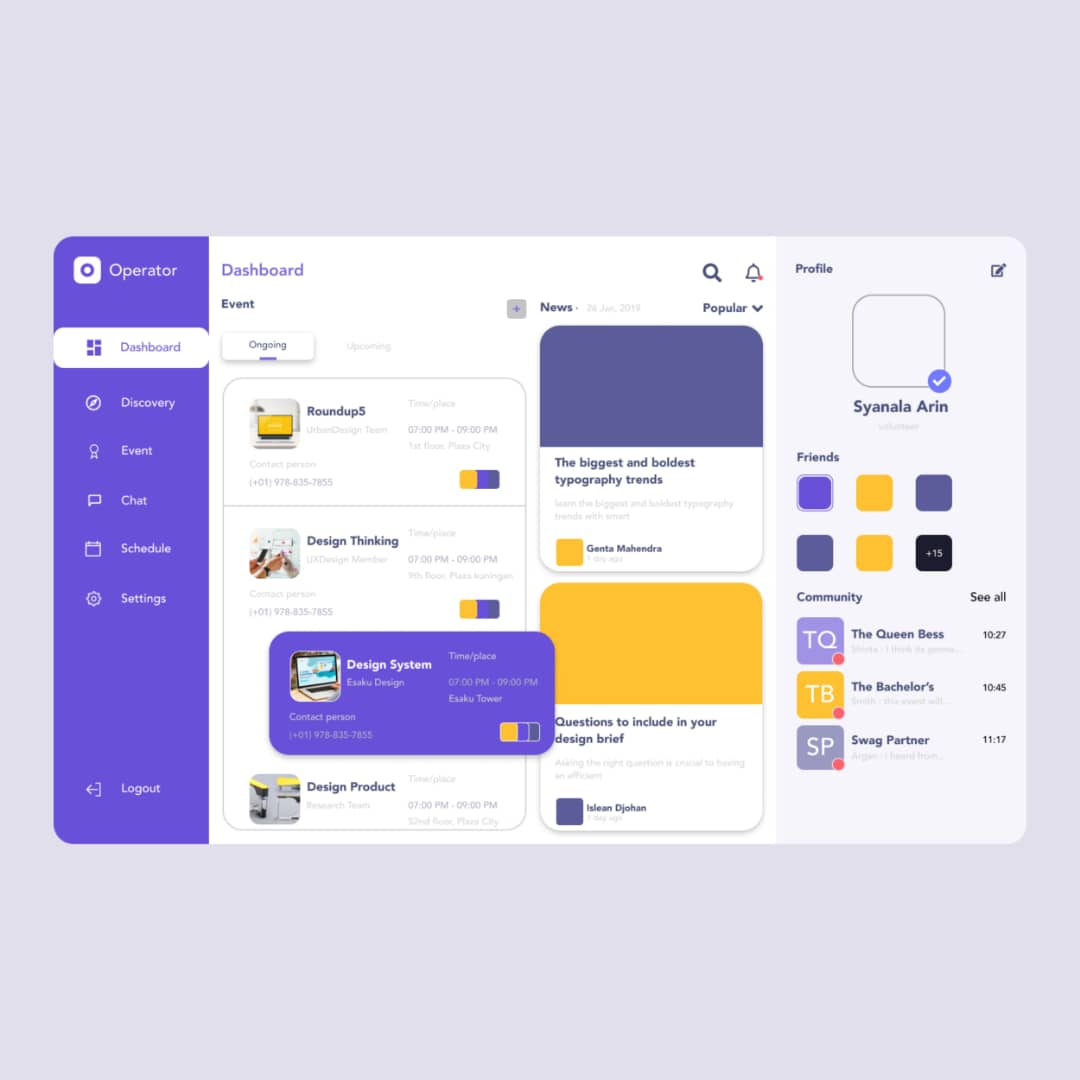 Operator
Dashboard
Discovery
Event
Chat
Schedule
Settings
Logout
Dashboard
Event
+
Ongoing
Upcoming
Roundup5
UrbanDesign Team
Time/place
07:00 PM - 09:00 PM
1st floor, Plaza City
Contact person
(+01) 978-835-7855
Design Thinking
UXDesign Member
Time/place
07:00 PM - 09:00 PM
9th floor, Plaza kuningan
Contact person
(+01) 978-835-7855
Design System
Esaku Design
Time/place
07:00 PM - 09:00 PM
Esaku Tower
Contact person
(+01) 978-835-7855
Design Product
Research Team
Time/place
07:00 PM - 09:00 PM
52nd floor, Plaza City
News · 26 Jan, 2019
Popular
The biggest and boldest
typography trends
learn the biggest and boldest typography
trends with smart
Genta Mahendra
1 day ago
Questions to include in your
design brief
Asking the right question is crucial to having
an efficient
Islean Djohan
1 day ago
Profile
Syanala Arin
volunteer
Friends
+15
Community
See all
TQ
The Queen Bess
10:27
I think its gonna...
TB
The Bachelor's
10:45
Smith : this event will...
SP
Swag Partner
11:17
Argan : I heard from...